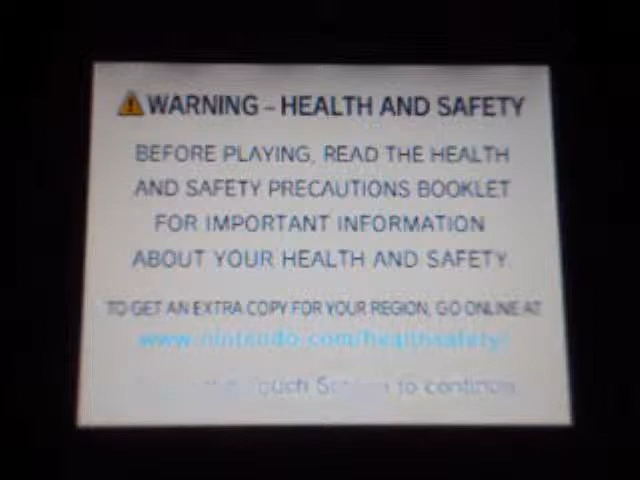 WARNING - HEALTH AND SAFETY
BEFORE PLAYING, READ THE HEALTH
AND SAFETY PRECAUTIONS BOOKLET
FOR IMPORTANT INFORMATION
ABOUT YOUR HEALTH AND SAFETY.
TO GET AN EXTRA COPY FOR YOUR REGION, GO ONLINE AT
www.nintendo.com/healthsafety/
Touch Screen to continue